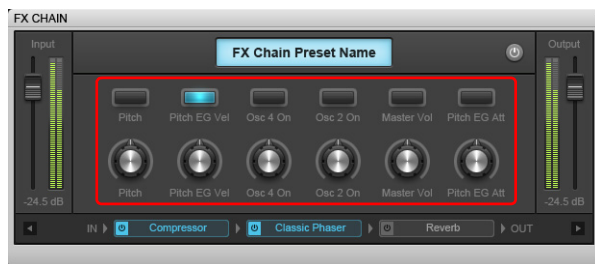 FX CHAIN
Input FX Chain Preset Name Output
Pitch Pitch EG Vel Osc 4 On Osc 2 On Master Vol Pitch EG Att
Pitch Pitch EG Vel Osc 4 On Osc 2 On Master Vol Pitch EG Att
-24.5 dB -24.5 dB
IN Compressor Classic Phaser Reverb OUT